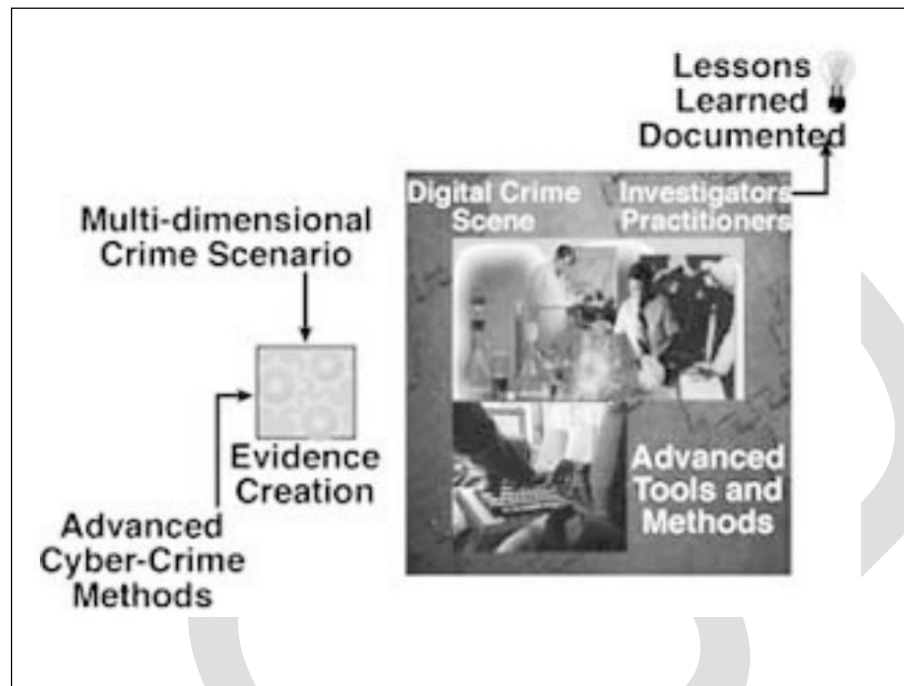 Lessons
Learned
Documented
Digital Crime
Scene
Investigators
Practitioners
Multi-dimensional
Crime Scenario
Evidence
Creation
Advanced
Tools and
Methods
Advanced
Cyber-Crime
Methods